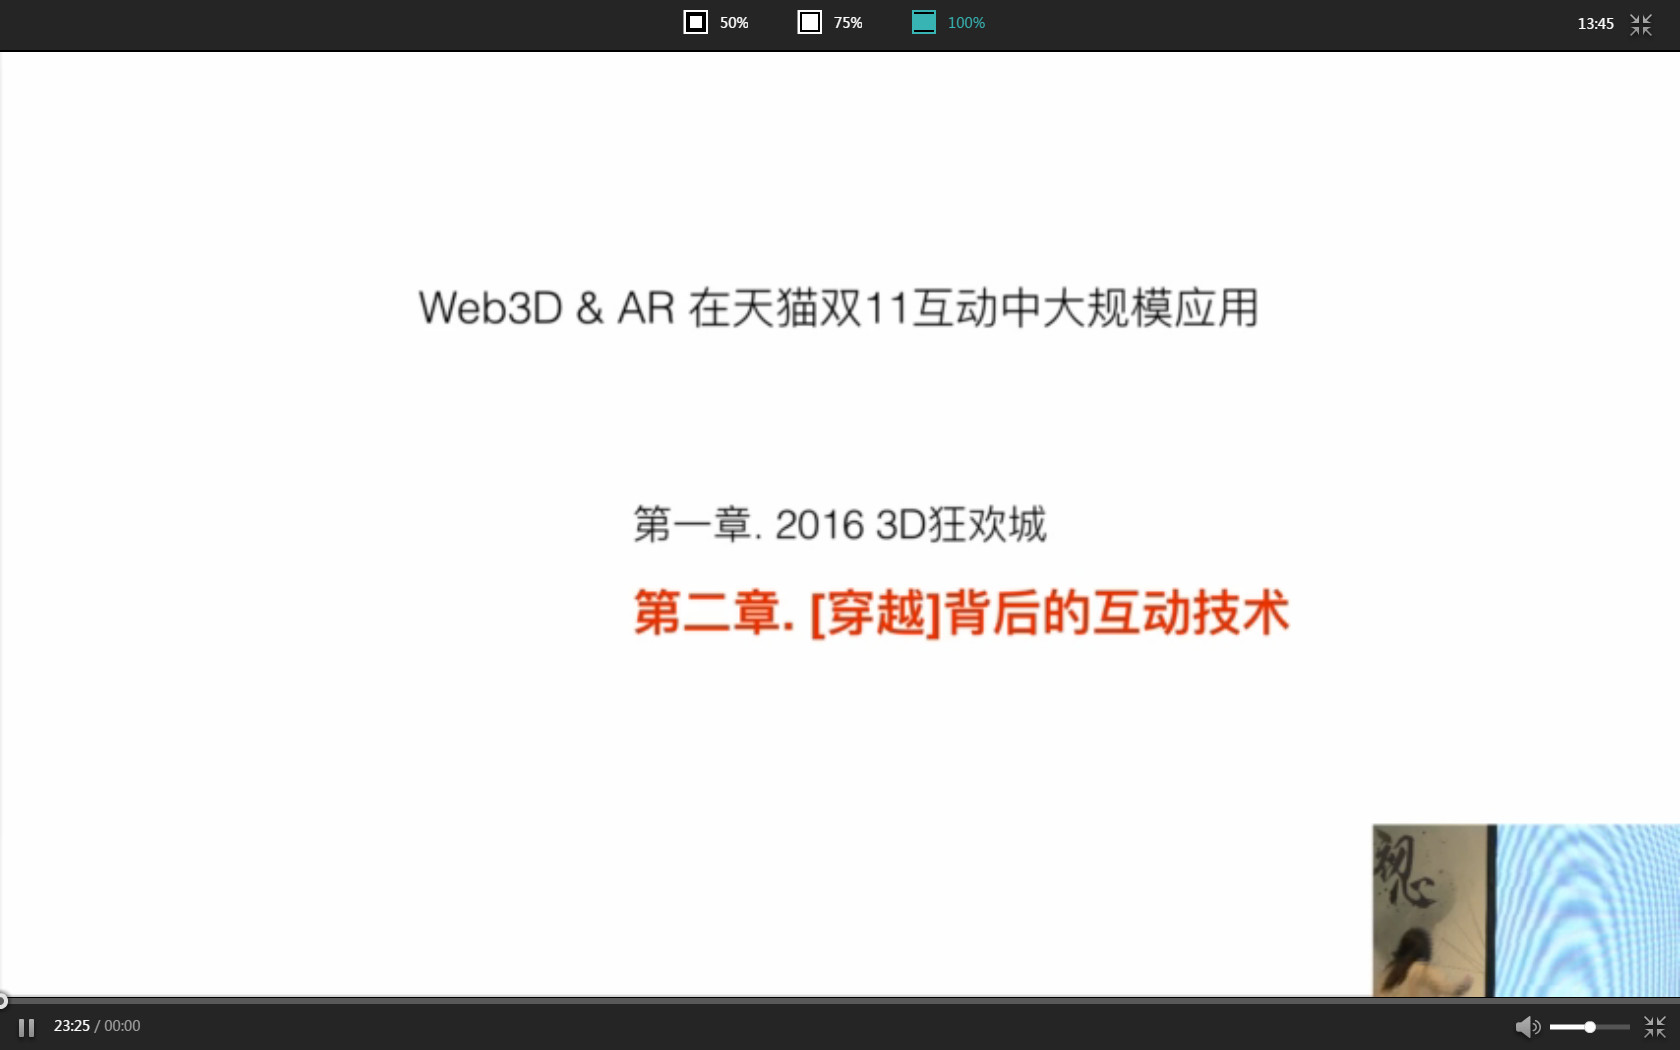 50% 75% 100% 13:45
Web3D & AR 在天猫双11互动中大规模应用
第一章. 2016 3D狂欢城
第二章. [穿越]背后的互动技术
视心
23:25 / 00:00